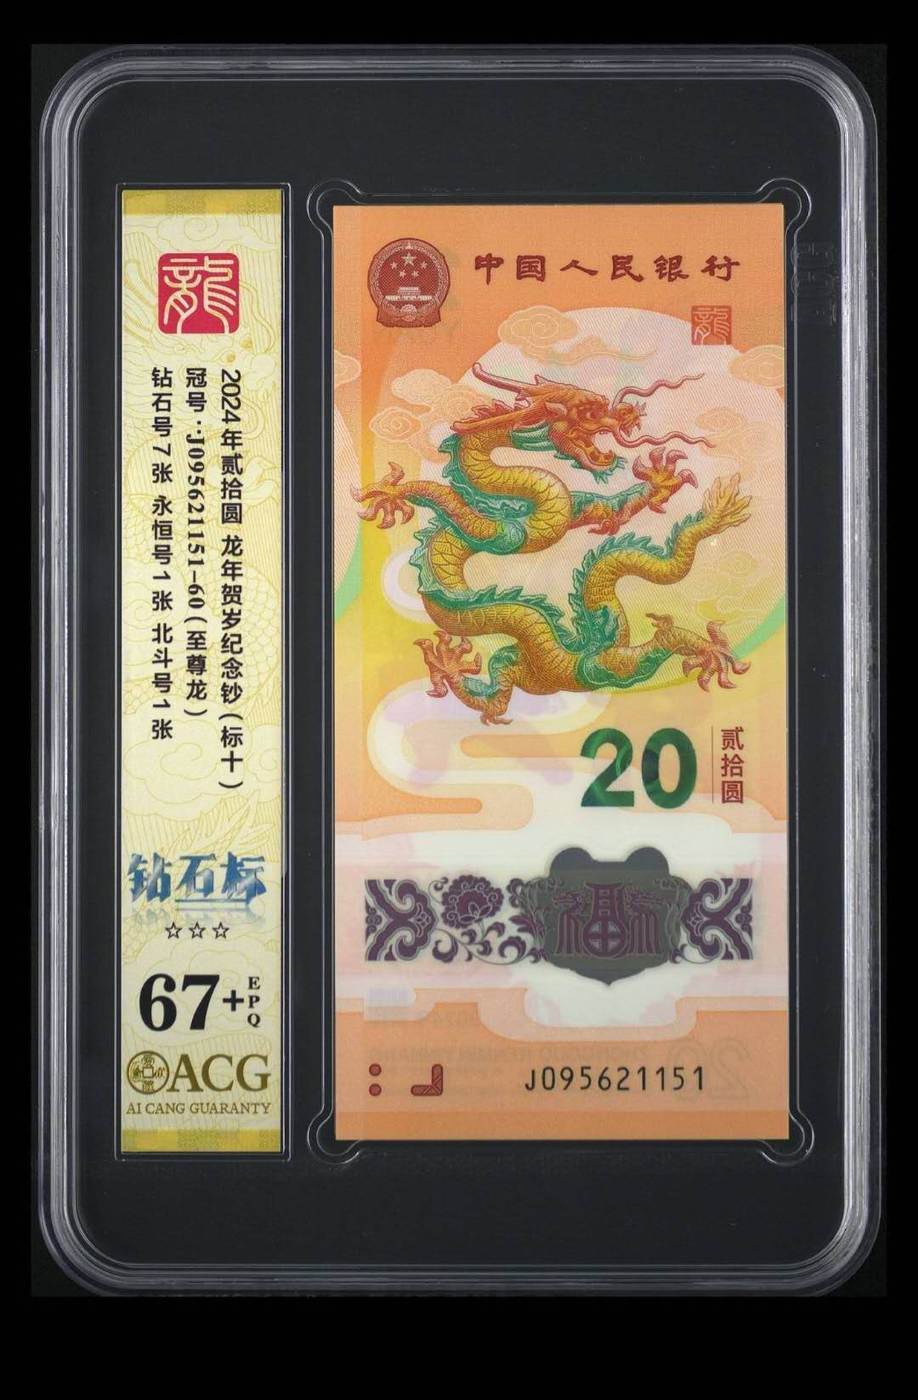 龍
2024年贰拾圆 龙年贺岁纪念钞(标十)
冠号:J095621151-60(至尊龙)
钻石号7张 永恒号1张 北斗号1张
钻石标
☆☆☆
67+EPQ
ACG
AI CANG GUARANTY
中国人民银行
龍
20
贰拾圆
福
J095621151